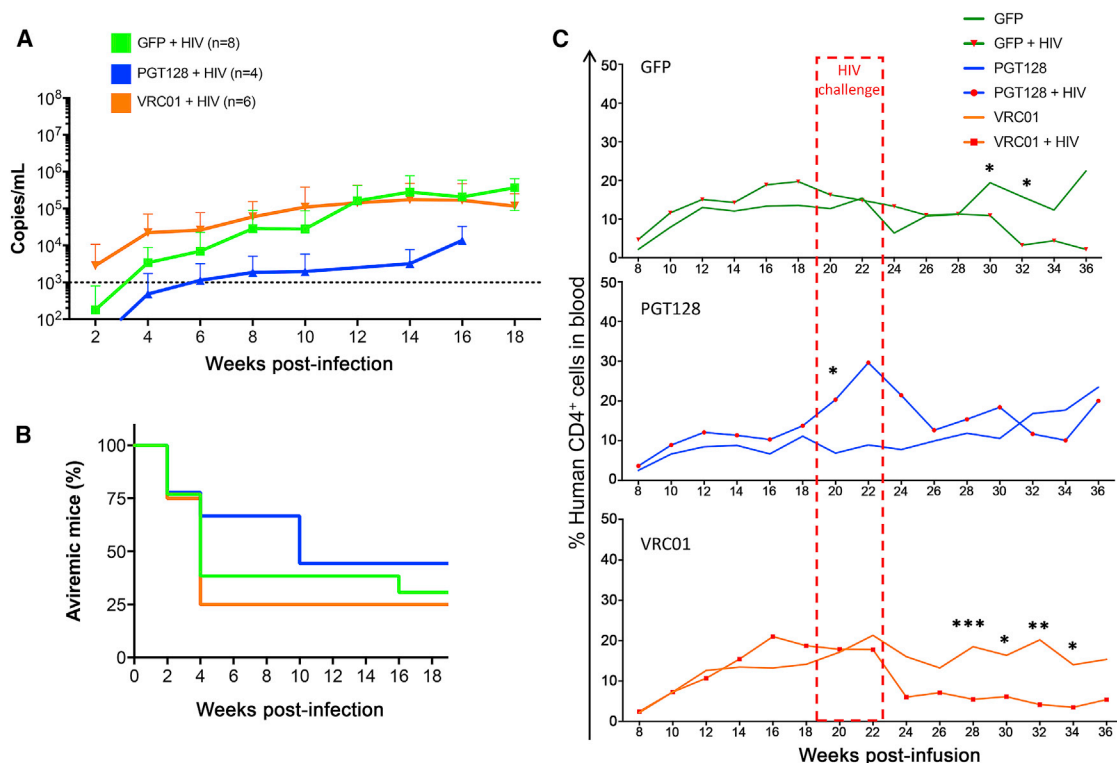 A
GFP + HIV (n=8)
PGT128 + HIV (n=4)
VRC01 + HIV (n=6)
10^8
10^7
10^6
10^5
10^4
10^3
10^2
Copies/mL
2 4 6 8 10 12 14 16 18
Weeks post-infection
B
100
75
50
25
0
Aviremic mice (%)
0 2 4 6 8 10 12 14 16 18
Weeks post-infection
C
GFP
GFP + HIV
PGT128
PGT128 + HIV
VRC01
VRC01 + HIV
% Human CD4+ cells in blood
HIV
challenge
GFP
50
40
30
20
10
0
* *
8 10 12 14 16 18 20 22 24 26 28 30 32 34 36
PGT128
50
40
30
20
10
0
*
8 10 12 14 16 18 20 22 24 26 28 30 32 34 36
VRC01
50
40
30
20
10
0
*** * ** *
8 10 12 14 16 18 20 22 24 26 28 30 32 34 36
Weeks post-infusion